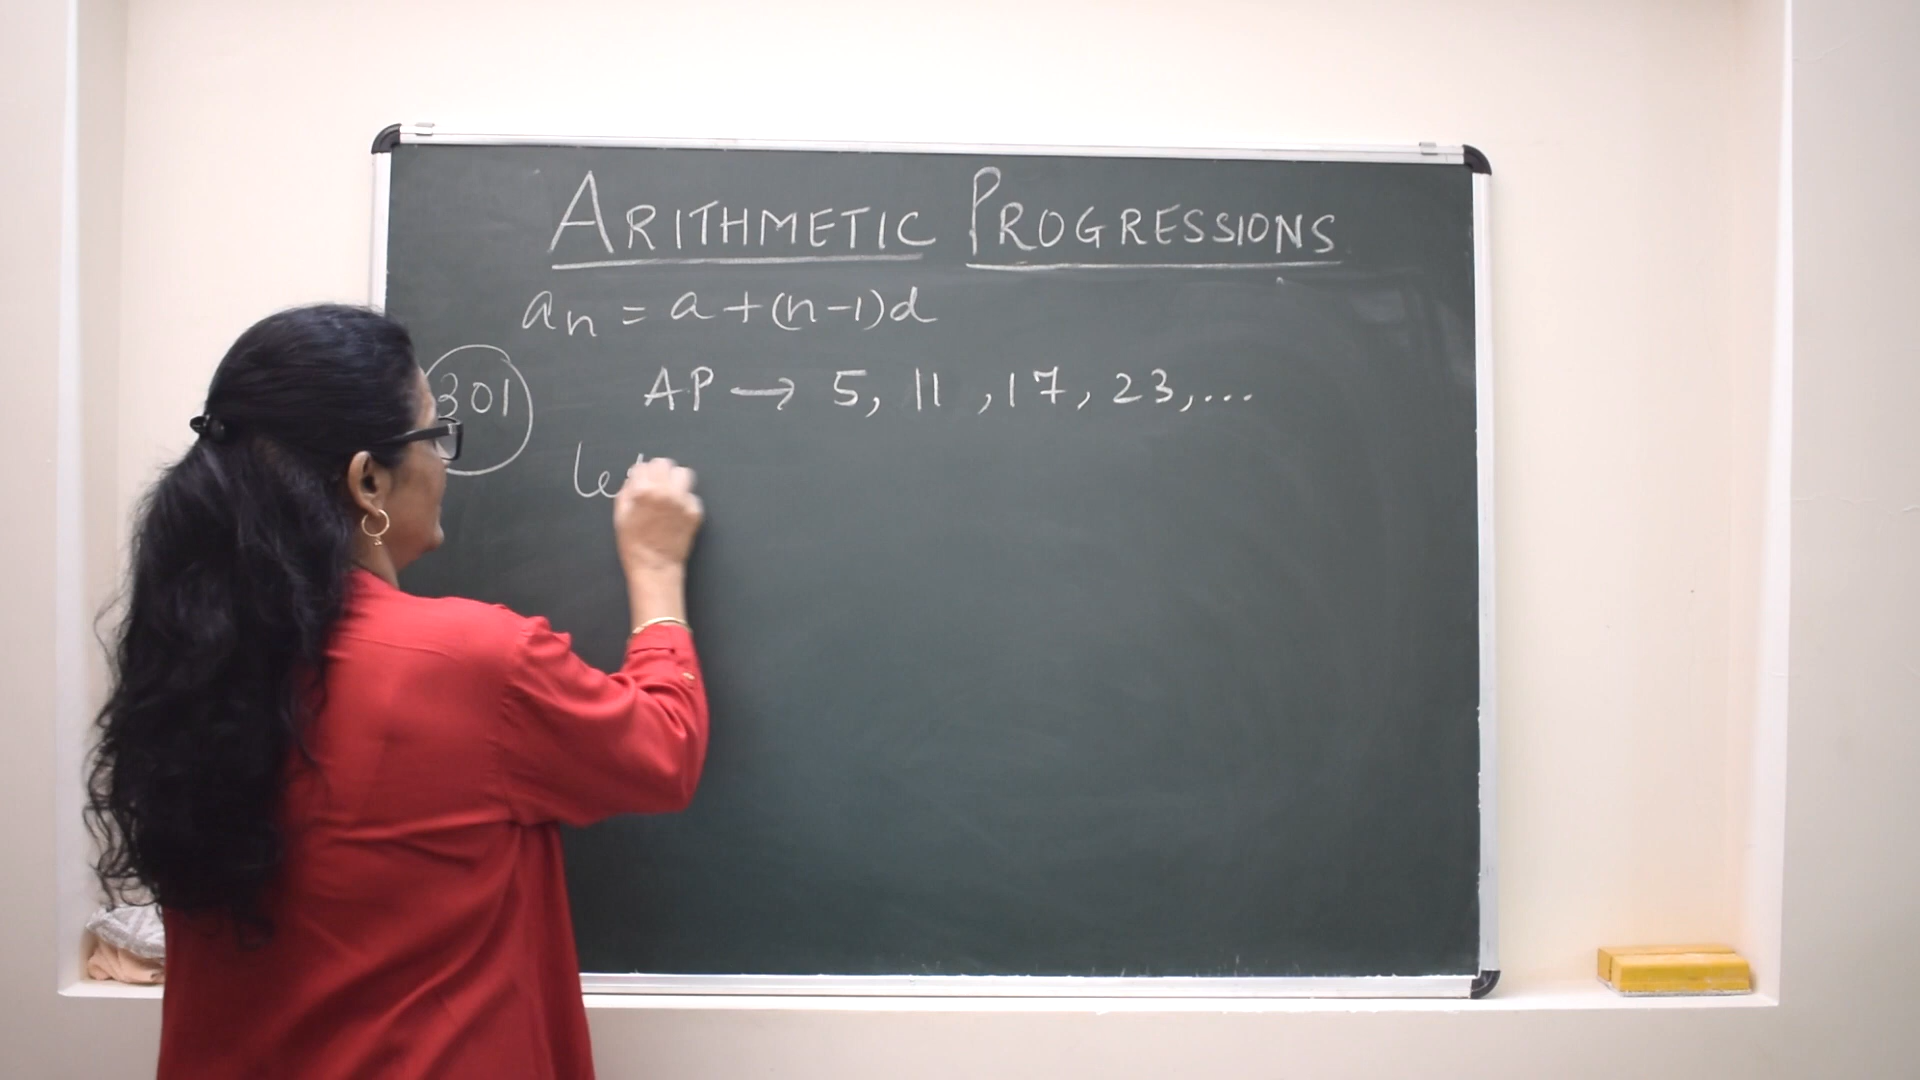 ARITHMETIC PROGRESSIONS
an = a + (n-1)d
301
AP → 5, 11, 17, 23, ...